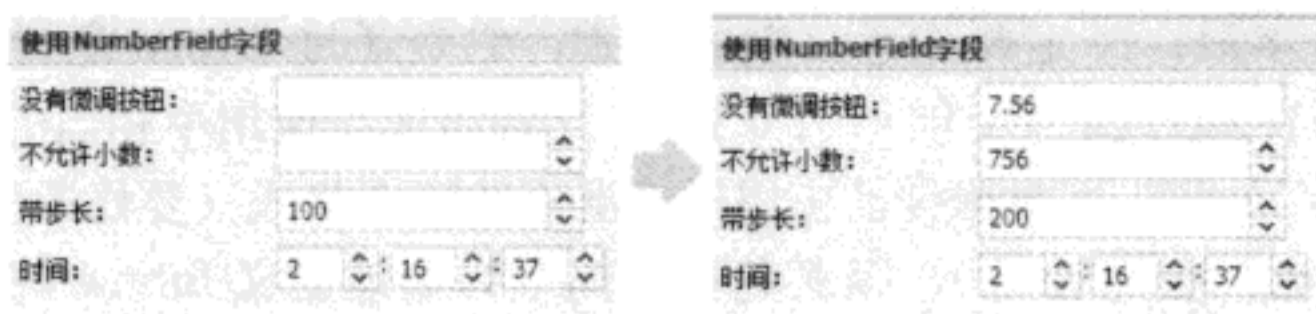 使用NumberField字段
没有微调按钮：
不允许小数：
带步长： 100
时间： 2 : 16 : 37
使用NumberField字段
没有微调按钮： 7.56
不允许小数： 756
带步长： 200
时间： 2 : 16 : 37